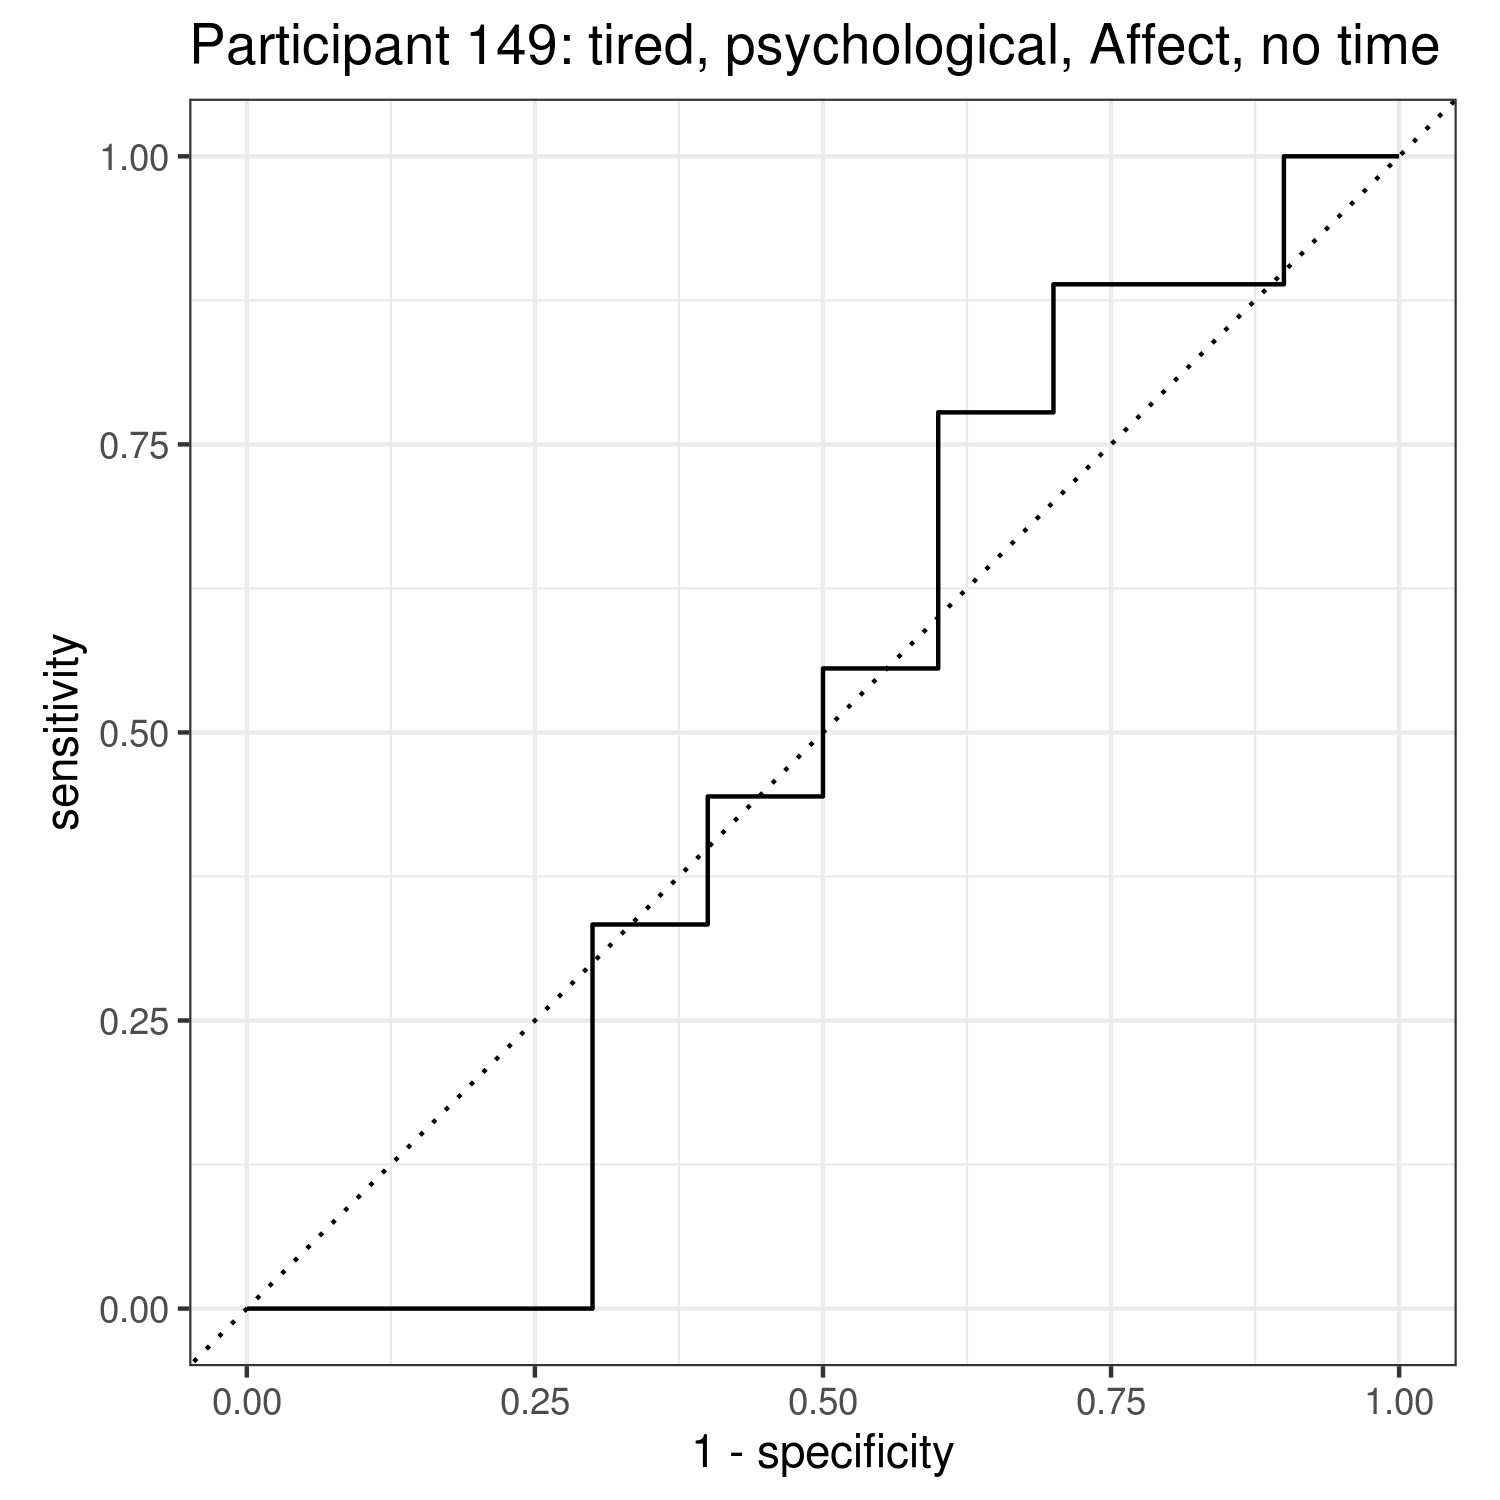 Participant 149: tired, psychological, Affect, no time
1.00
0.75
0.50
0.25
0.00
sensitivity
0.00 0.25 0.50 0.75 1.00
1 - specificity